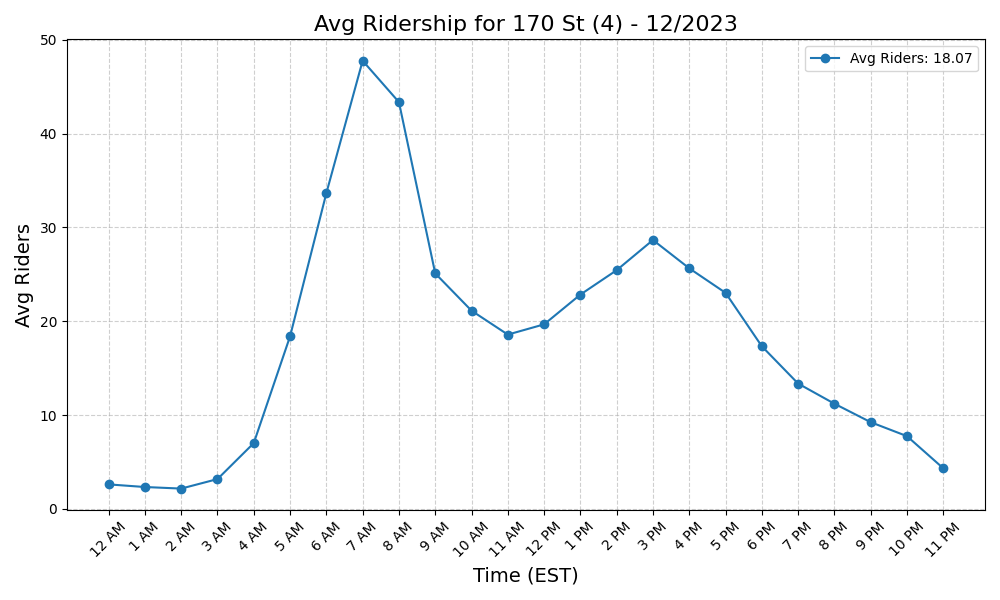 Avg Ridership for 170 St (4) - 12/2023
Avg Riders: 18.07
Avg Riders
50
40
30
20
10
0
12 AM
1 AM
2 AM
3 AM
4 AM
5 AM
6 AM
7 AM
8 AM
9 AM
10 AM
11 AM
12 PM
1 PM
2 PM
3 PM
4 PM
5 PM
6 PM
7 PM
8 PM
9 PM
10 PM
11 PM
Time (EST)